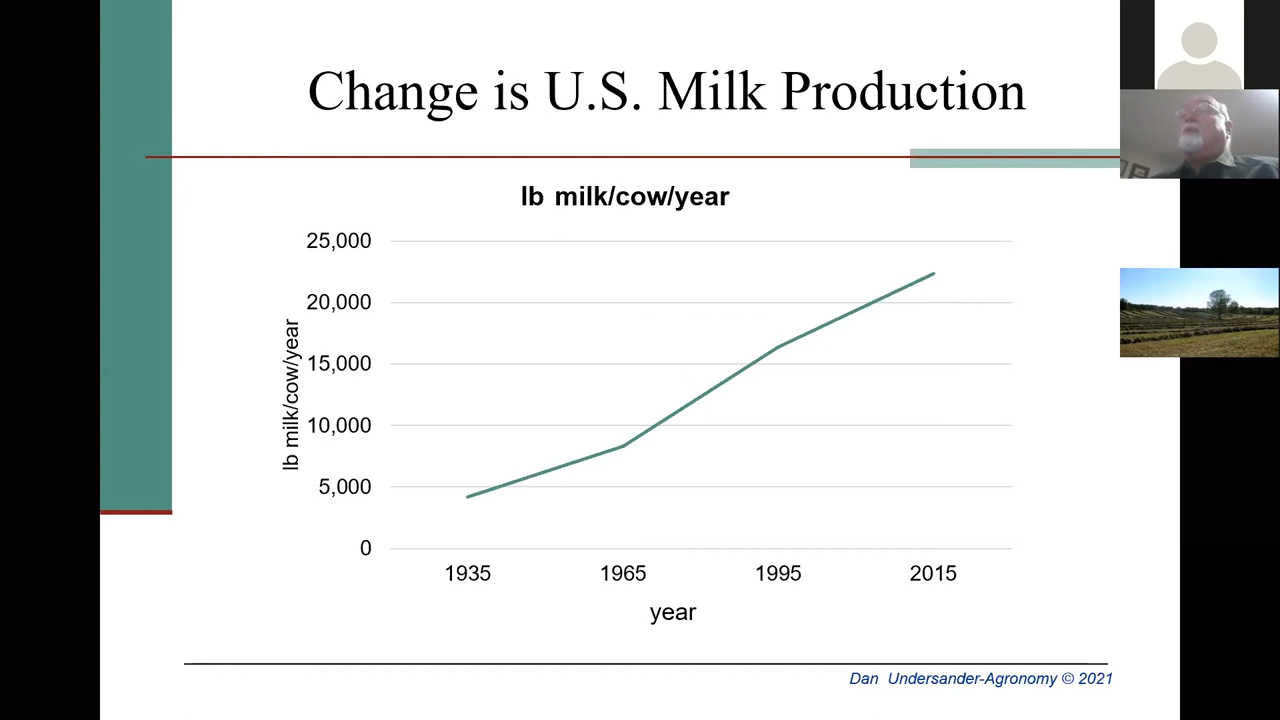 Change is U.S. Milk Production
lb milk/cow/year
25,000
20,000
15,000
10,000
5,000
0
lb milk/cow/year
1935 1965 1995 2015
year
Dan Undersander-Agronomy © 2021